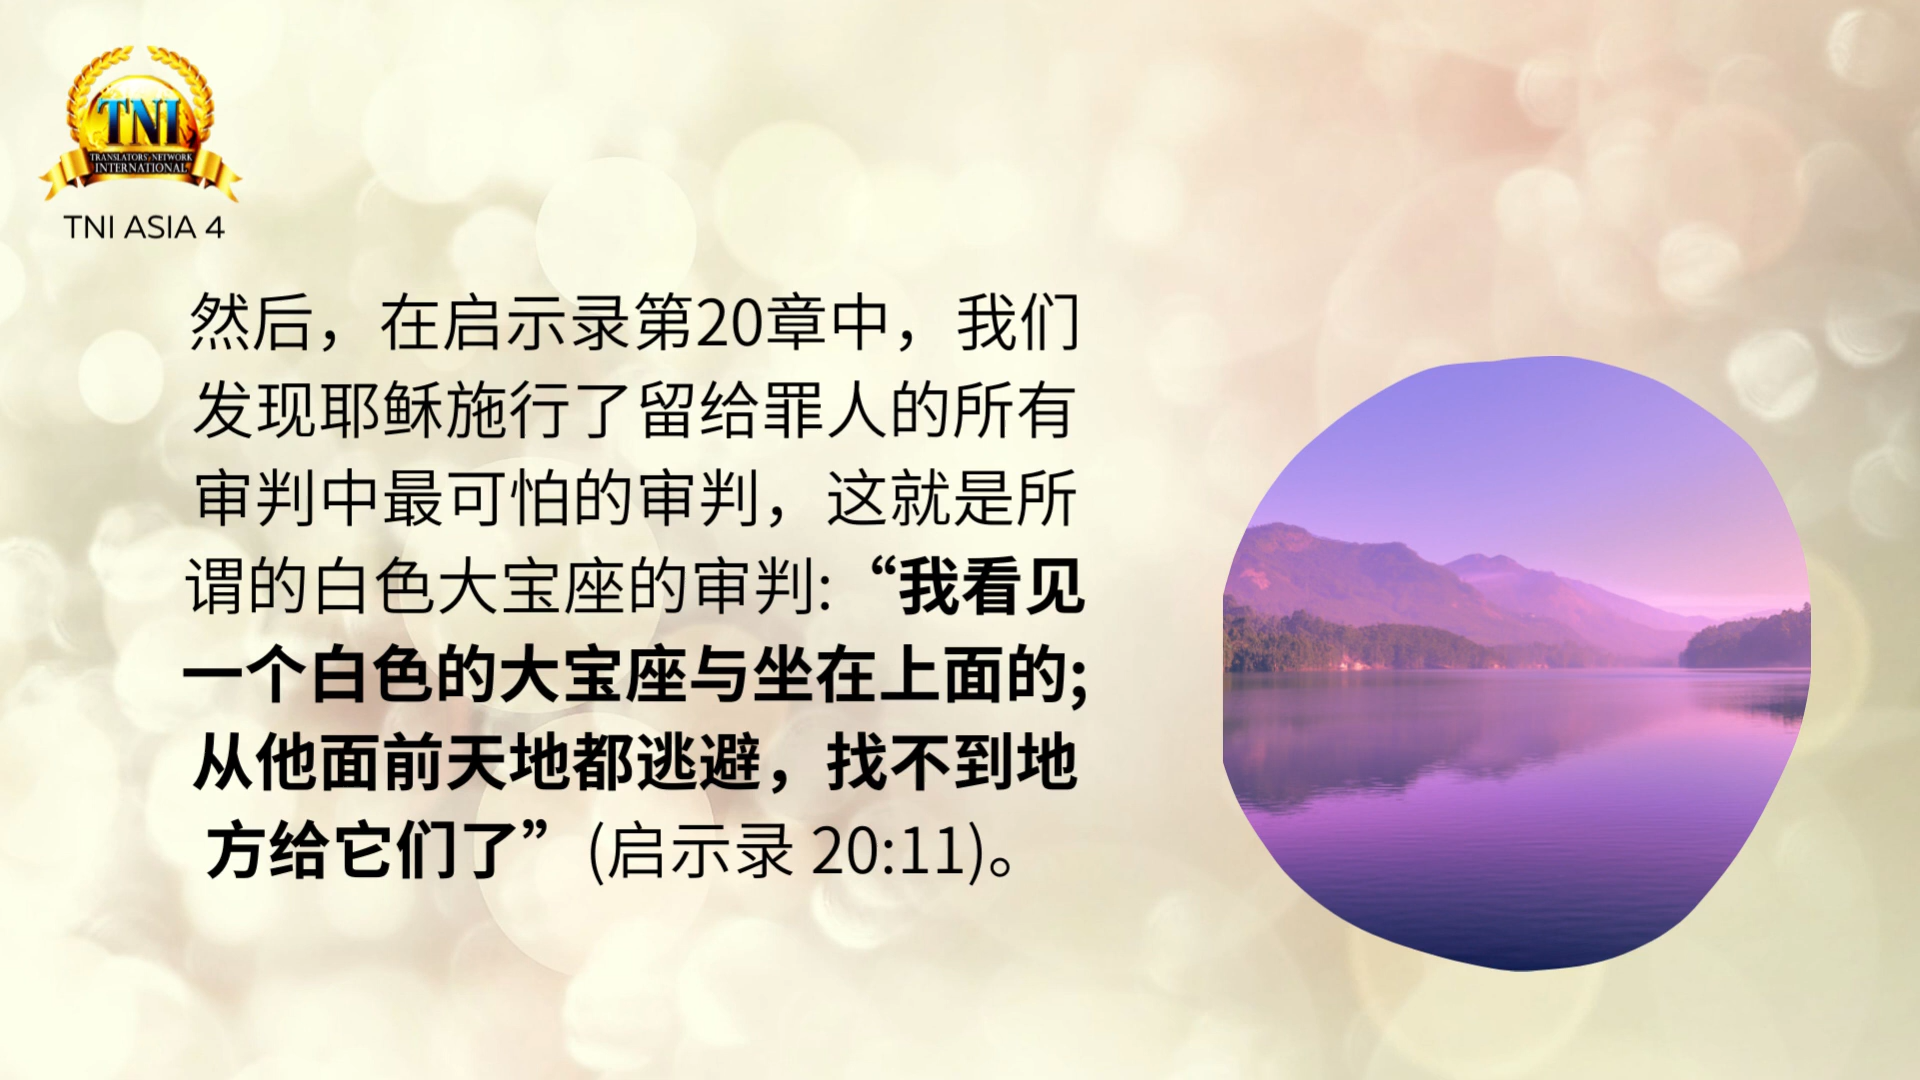 TNI
TRANSLATORS NETWORK
INTERNATIONAL
TNI ASIA 4
然后，在启示录第20章中，我们
发现耶稣施行了留给罪人的所有
审判中最可怕的审判，这就是所
谓的白色大宝座的审判:“我看见
一个白色的大宝座与坐在上面的;
从他面前天地都逃避，找不到地
方给它们了”(启示录 20:11)。